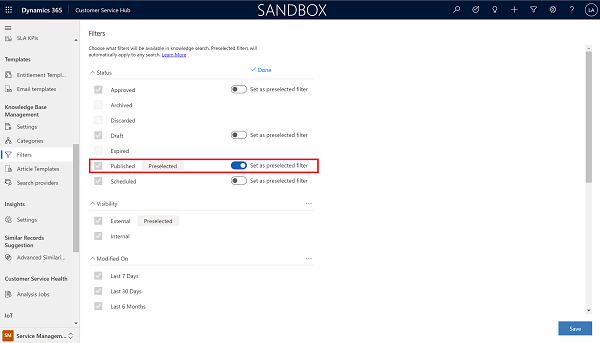 Dynamics 365
Customer Service Hub
SANDBOX
LA
SLA KPIs
Templates
Entitlement Templ...
Email templates
Knowledge Base
Management
Settings
Categories
Filters
Article Templates
Search providers
Insights
Settings
Similar Records
Suggestion
Advanced Similari...
Customer Service Health
Analysis Jobs
IoT
SM Service Managem...
Filters
Choose what filters will be available in knowledge search. Preselected filters will
automatically apply to any search. Learn More
Status
Done
Approved
Set as preselected filter
Archived
Discarded
Draft
Set as preselected filter
Expired
Published
Preselected
Set as preselected filter
Scheduled
Set as preselected filter
Visibility
...
External
Preselected
Internal
Modified On
...
Last 7 Days
Last 30 Days
Last 6 Months
Save